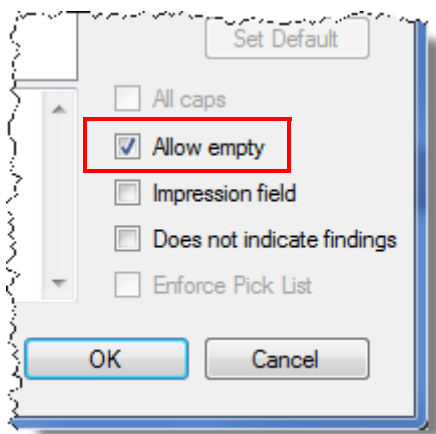 Set Default
All caps
Allow empty
Impression field
Does not indicate findings
Enforce Pick List
OK Cancel